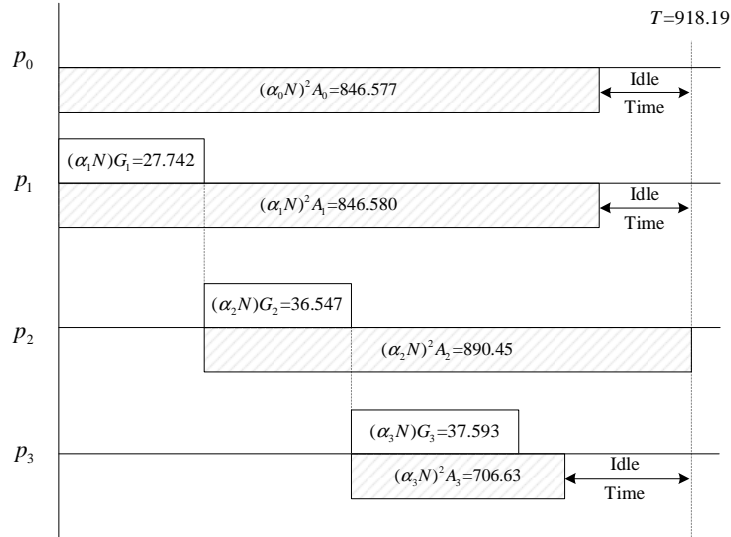 T=918.19
p₀
(α₀N)²A₀=846.577
Idle
Time
(α₁N)G₁=27.742
p₁
(α₁N)²A₁=846.580
Idle
Time
(α₂N)G₂=36.547
p₂
(α₂N)²A₂=890.45
(α₃N)G₃=37.593
p₃
(α₃N)²A₃=706.63
Idle
Time